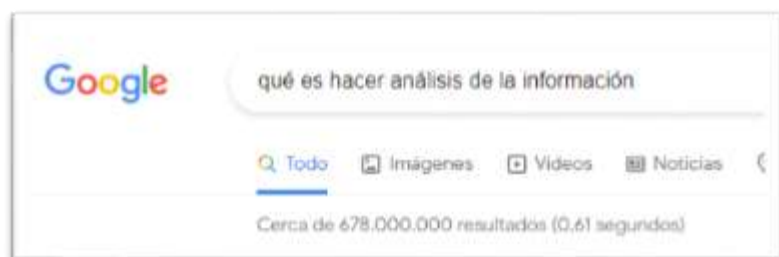 Google
qué es hacer análisis de la información
Todo Imágenes Videos Noticias
Cerca de 678.000.000 resultados (0.61 segundos)